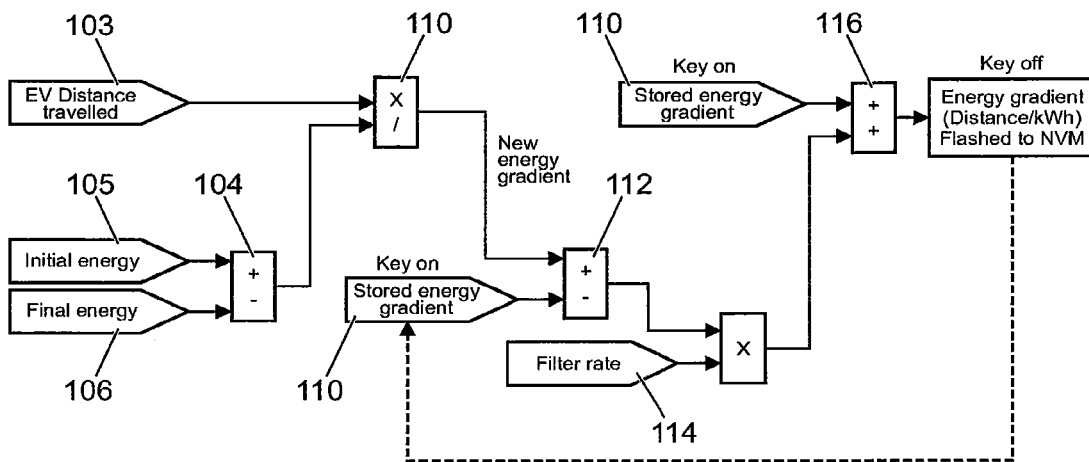 103
110
110
116
Key on
Key off
EV Distance
travelled
X
/
Stored energy
gradient
+
+
Energy gradient
(Distance/kWh)
Flashed to NVM
New
energy
gradient
105
104
112
Initial energy
+
-
Key on
+
-
Final energy
Stored energy
gradient
X
Filter rate
106
110
114